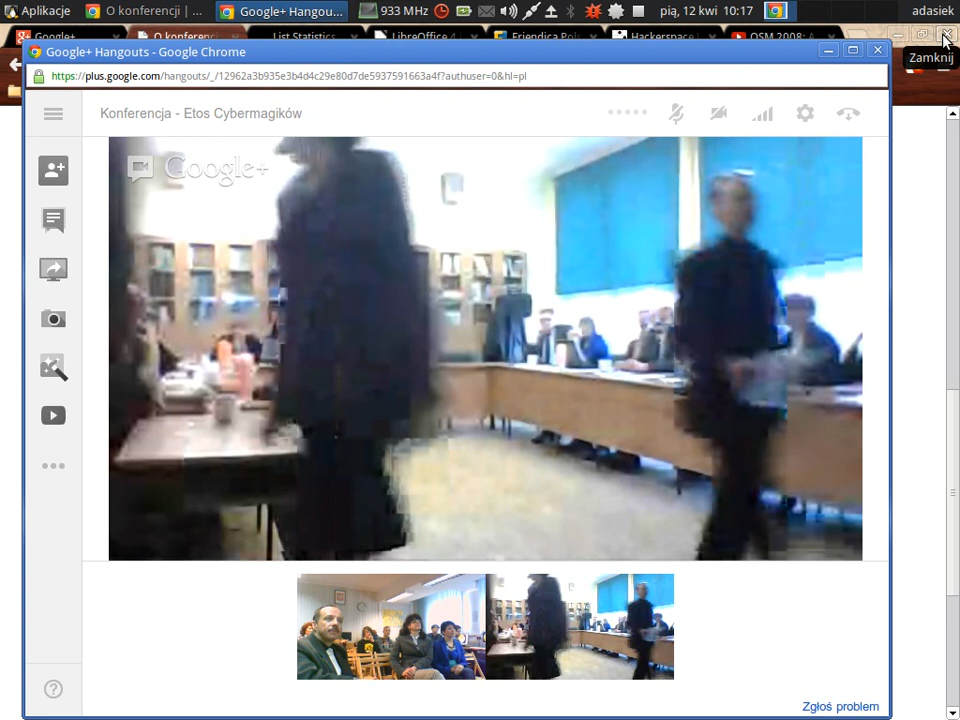 Aplikacje
O konferencji | ...
Google+ Hangou...
933 MHz
pią, 12 kwi 10:17
adasiek
Google+
O konferenc
List Statistics
LibreOffice 4
Friendica
Hackerspace
OSM 2008: A
Zamknij
Google+ Hangouts - Google Chrome
https://plus.google.com/hangouts/_/12962a3b935e3b4d4c29e80d7de5937591663a4f?authuser=0&hl=pl
Konferencja - Etos Cybermagików
Google+
Zgłoś problem